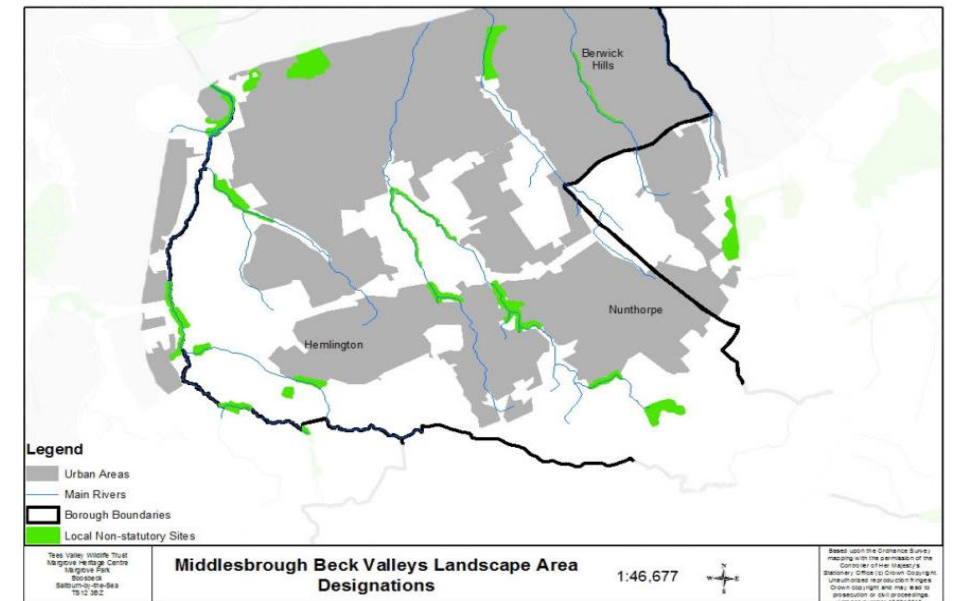 Berwick
Hills
Nunthorpe
Hemlington
Legend
Urban Areas
Main Rivers
Borough Boundaries
Local Non-statutory Sites
Tees Valley Wildlife Trust
Margrove Heritage Centre
Margrove Park
Boosbeck
Saltburn-by-the-Sea
TS12 3BZ
Middlesbrough Beck Valleys Landscape Area
Designations
1:46,677
N
W E
S
Based upon the Ordnance Survey
mapping with the permission of the
Controller of Her Majesty's
Stationery Office (c) Crown Copyright.
Unauthorized reproduction fringes
Crown copyright and may lead to
prosecution or civil proceedings.